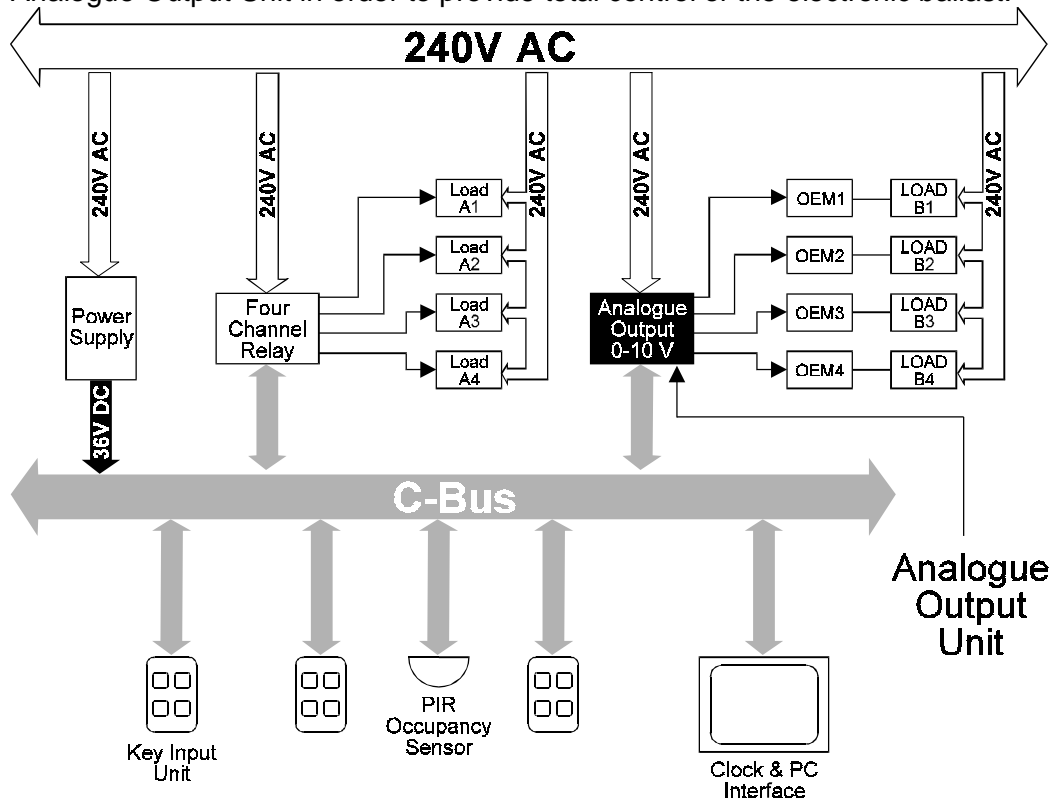 Analogue Output Unit in order to provide total control of the electronic ballast.
240V AC
240V AC
240V AC
240V AC
240V AC
240V AC
Load
A1
Load
A2
Load
A3
Load
A4
OEM1
OEM2
OEM3
OEM4
LOAD
B1
LOAD
B2
LOAD
B3
LOAD
B4
Power
Supply
Four
Channel
Relay
Analogue
Output
0-10 V
36V DC
C-Bus
Analogue
Output
Unit
Key Input
Unit
PIR
Occupancy
Sensor
Clock & PC
Interface